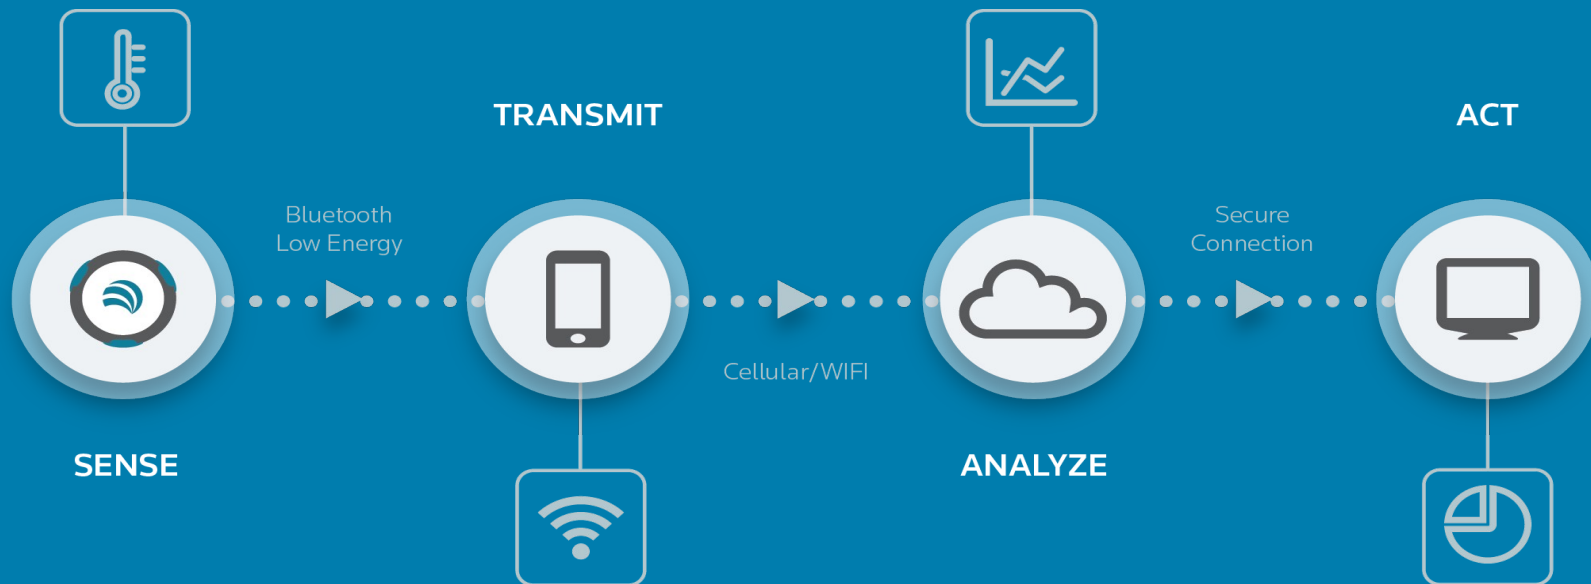 TRANSMIT
ACT
Bluetooth
Low Energy
Secure
Connection
Cellular/WIFI
SENSE
ANALYZE